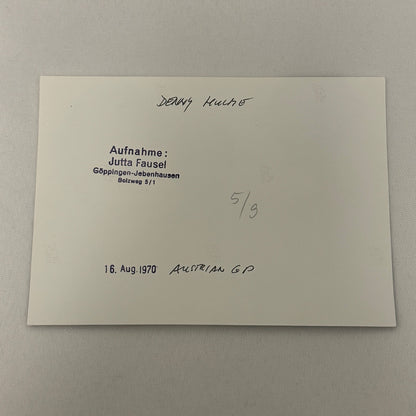 DENNY HULME
Aufnahme:
Jutta Fausel
Göppingen-Jebenhausen
Bolzweg 5/1
5/9
16. Aug. 1970 AUSTRIAN GP